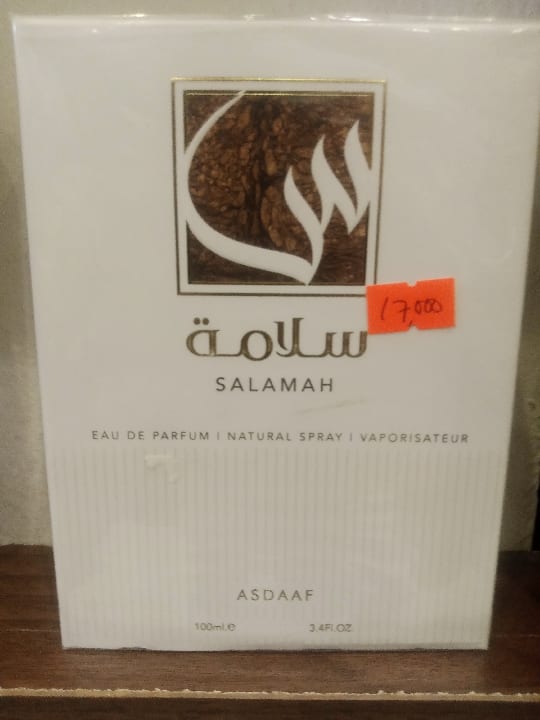 س
17,000
سلامة
SALAMAH
EAU DE PARFUM | NATURAL SPRAY | VAPORISATEUR
ASDAAF
100ml.e 3.4Fl.OZ.